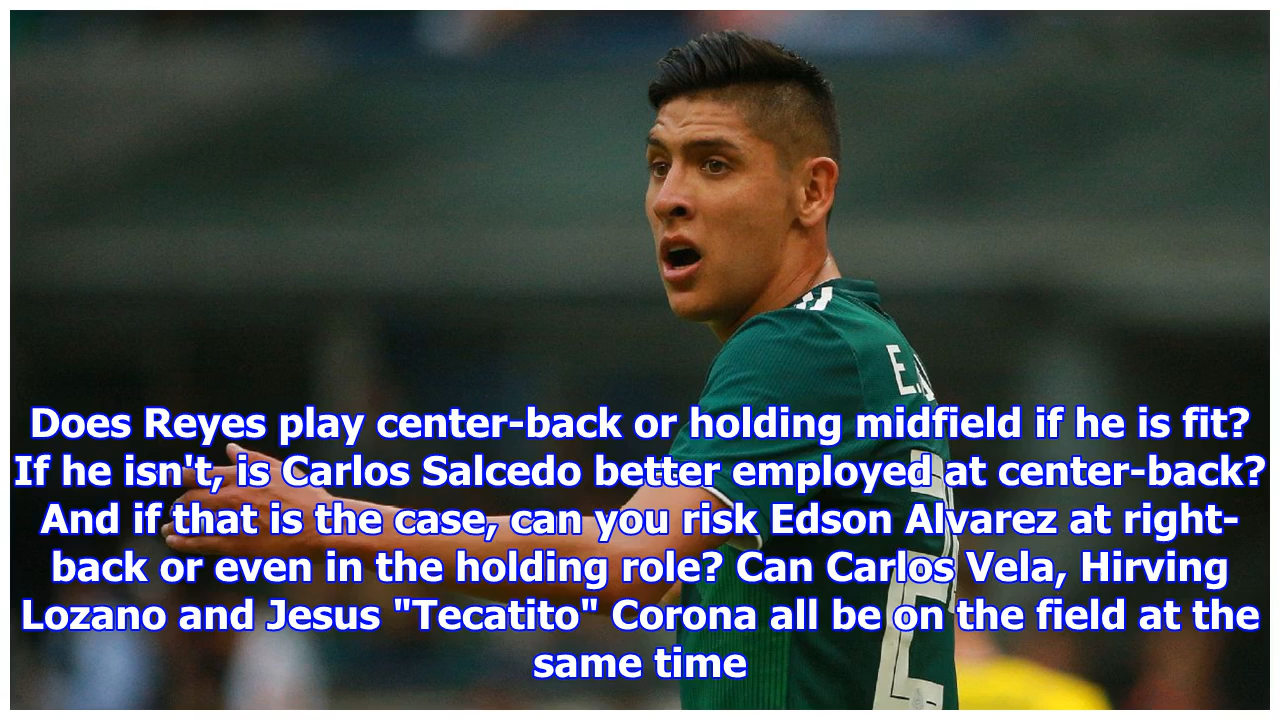 E.
Does Reyes play center-back or holding midfield if he is fit?
If he isn't, is Carlos Salcedo better employed at center-back?
And if that is the case, can you risk Edson Alvarez at right-
back or even in the holding role? Can Carlos Vela, Hirving
Lozano and Jesus "Tecatito" Corona all be on the field at the
same time